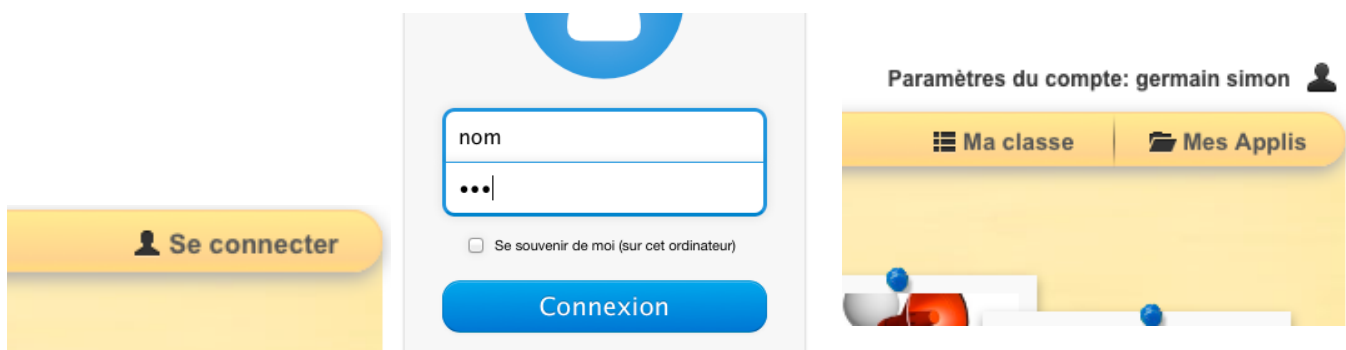 Se connecter
nom
•••
Se souvenir de moi (sur cet ordinateur)
Connexion
Paramètres du compte: germain simon
Ma classe
Mes Applis